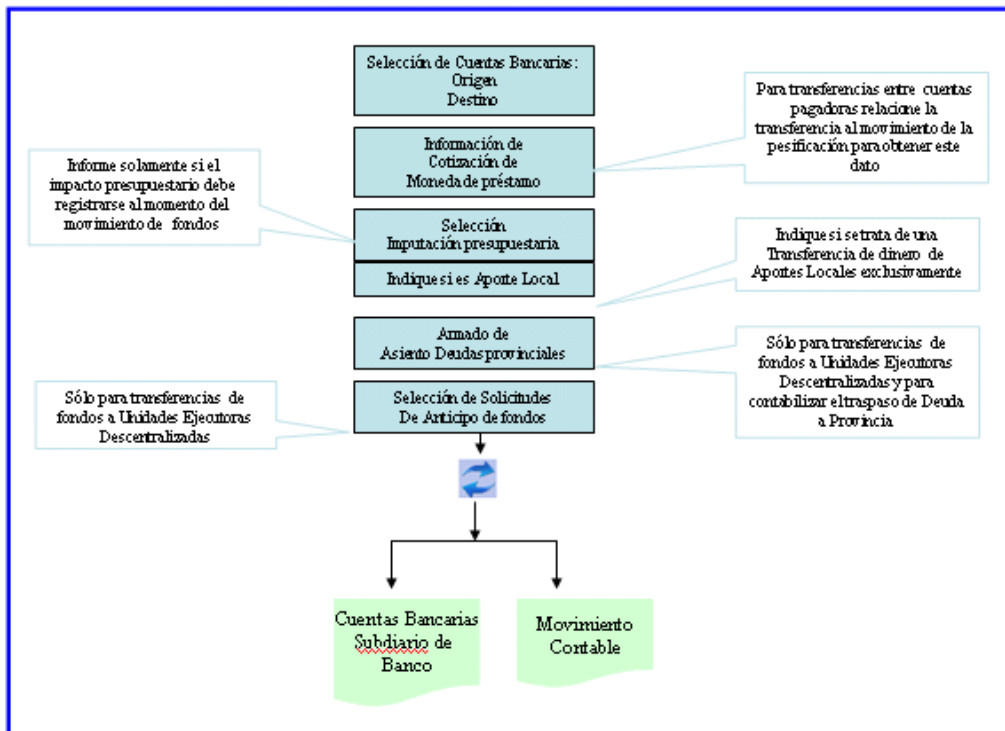 Selección de Cuentas Bancarias:
Origen
Destino
Para transferencias entre cuentas
pagadoras relacione la
transferencia al movimiento de la
pesificación para obtener este
dato
Información de
Cotización de
Moneda de préstamo
Informe solamente si el
impacto presupuestario debe
registrarse al momento del
movimiento de fondos
Selección
Imputación presupuestaria
Indique si se trata de una
Transferencia de dinero de
Aportes Locales exclusivamente
Indique si es Aporte Local
Armado de
Asiento Deudas provinciales
Sólo para transferencias de
fondos a Unidades Ejecutoras
Descentralizadas y para
contabilizar el traspaso de Deuda
a Provincia
Sólo para transferencias de
fondos a Unidades Ejecutoras
Descentralizadas
Selección de Solicitudes
De Anticipo de fondos
Cuentas Bancarias
Subdiario de
Banco
Movimiento
Contable